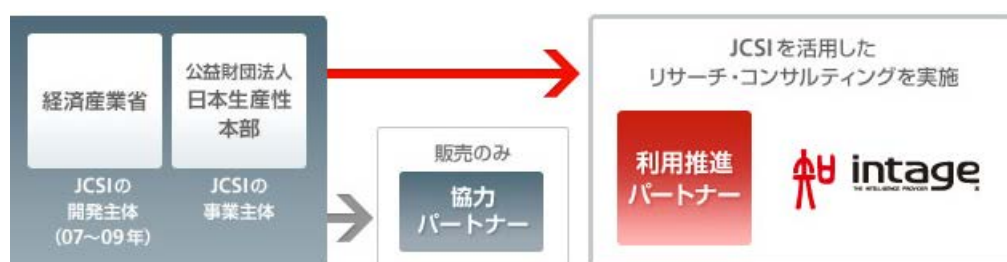 経済産業省
JCSIの
開発主体
(07〜09年)
公益財団法人
日本生産性
本部
JCSIの
事業主体
販売のみ
協力
パートナー
JCSIを活用した
リサーチ・コンサルティングを実施
利用推進
パートナー
intage
THE INTELLIGENCE PROVIDER